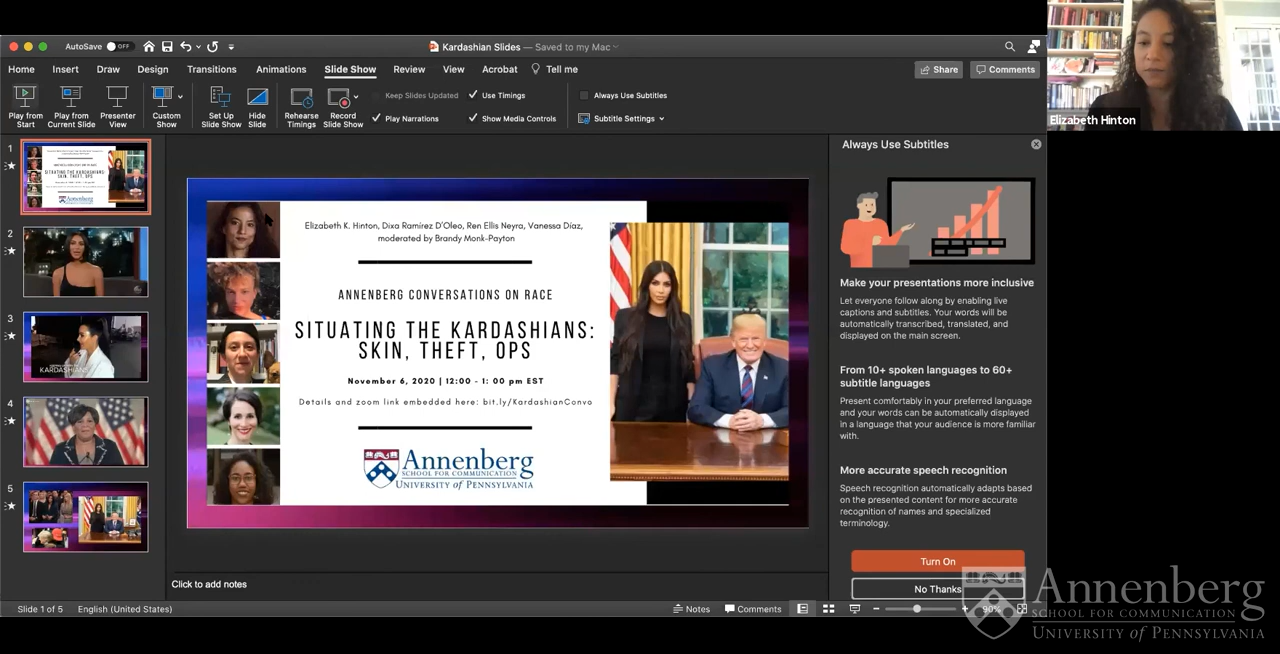 AutoSave OFF
Kardashian Slides — Saved to my Mac
Home Insert Draw Design Transitions Animations Slide Show Review View Acrobat Tell me
Share Comments
Play from Start
Play from Current Slide
Presenter View
Custom Show
Set Up Slide Show
Hide Slide
Rehearse Timings
Record Slide Show
Keep Slides Updated
Use Timings
Play Narrations
Show Media Controls
Always Use Subtitles
Subtitle Settings
Elizabeth Hinton
1
2
3
KARDASHIANS
4
5
Elizabeth K. Hinton, Dixa Ramírez D'Oleo, Ren Ellis Neyra, Vanessa Díaz,
moderated by Brandy Monk-Payton
ANNENBERG CONVERSATIONS ON RACE
SITUATING THE KARDASHIANS:
SKIN, THEFT, OPS
November 6, 2020 | 12:00 - 1: 00 pm EST
Details and zoom link embedded here: bit.ly/KardashianConvo
Annenberg
SCHOOL FOR COMMUNICATION
UNIVERSITY of PENNSYLVANIA
Always Use Subtitles
Make your presentations more inclusive
Let everyone follow along by enabling live
captions and subtitles. Your words will be
automatically transcribed, translated, and
displayed on the main screen.
From 10+ spoken languages to 60+
subtitle languages
Present comfortably in your preferred language
and your words can be automatically displayed
in a language that your audience is more familiar
with.
More accurate speech recognition
Speech recognition automatically adapts based
on the presented content for more accurate
recognition of names and specialized
terminology.
Turn On
No Thanks
Click to add notes
Slide 1 of 5 English (United States)
Notes Comments 90%
Annenberg
SCHOOL FOR COMMUNICATION
UNIVERSITY of PENNSYLVANIA